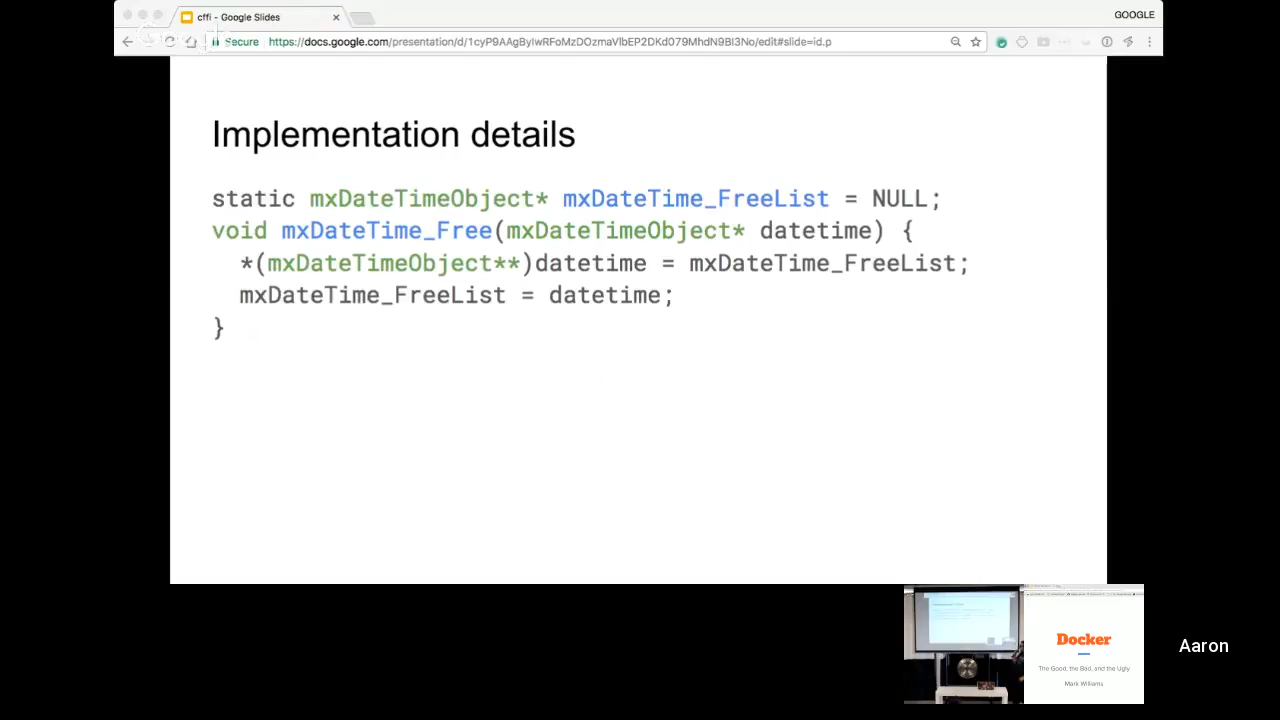 cffi - Google Slides
GOOGLE
Secure
https://docs.google.com/presentation/d/1cyP9AAgBylwRFoMzDOzmaVlbEP2DKd079MhdN9Bl3No/edit#slide=id.p
Implementation details
static mxDateTimeObject* mxDateTime_FreeList = NULL;
void mxDateTime_Free(mxDateTimeObject* datetime) {
*(mxDateTimeObject**)datetime = mxDateTime_FreeList;
mxDateTime_FreeList = datetime;
}
Docker
The Good, the Bad, and the Ugly
Mark Williams
Aaron